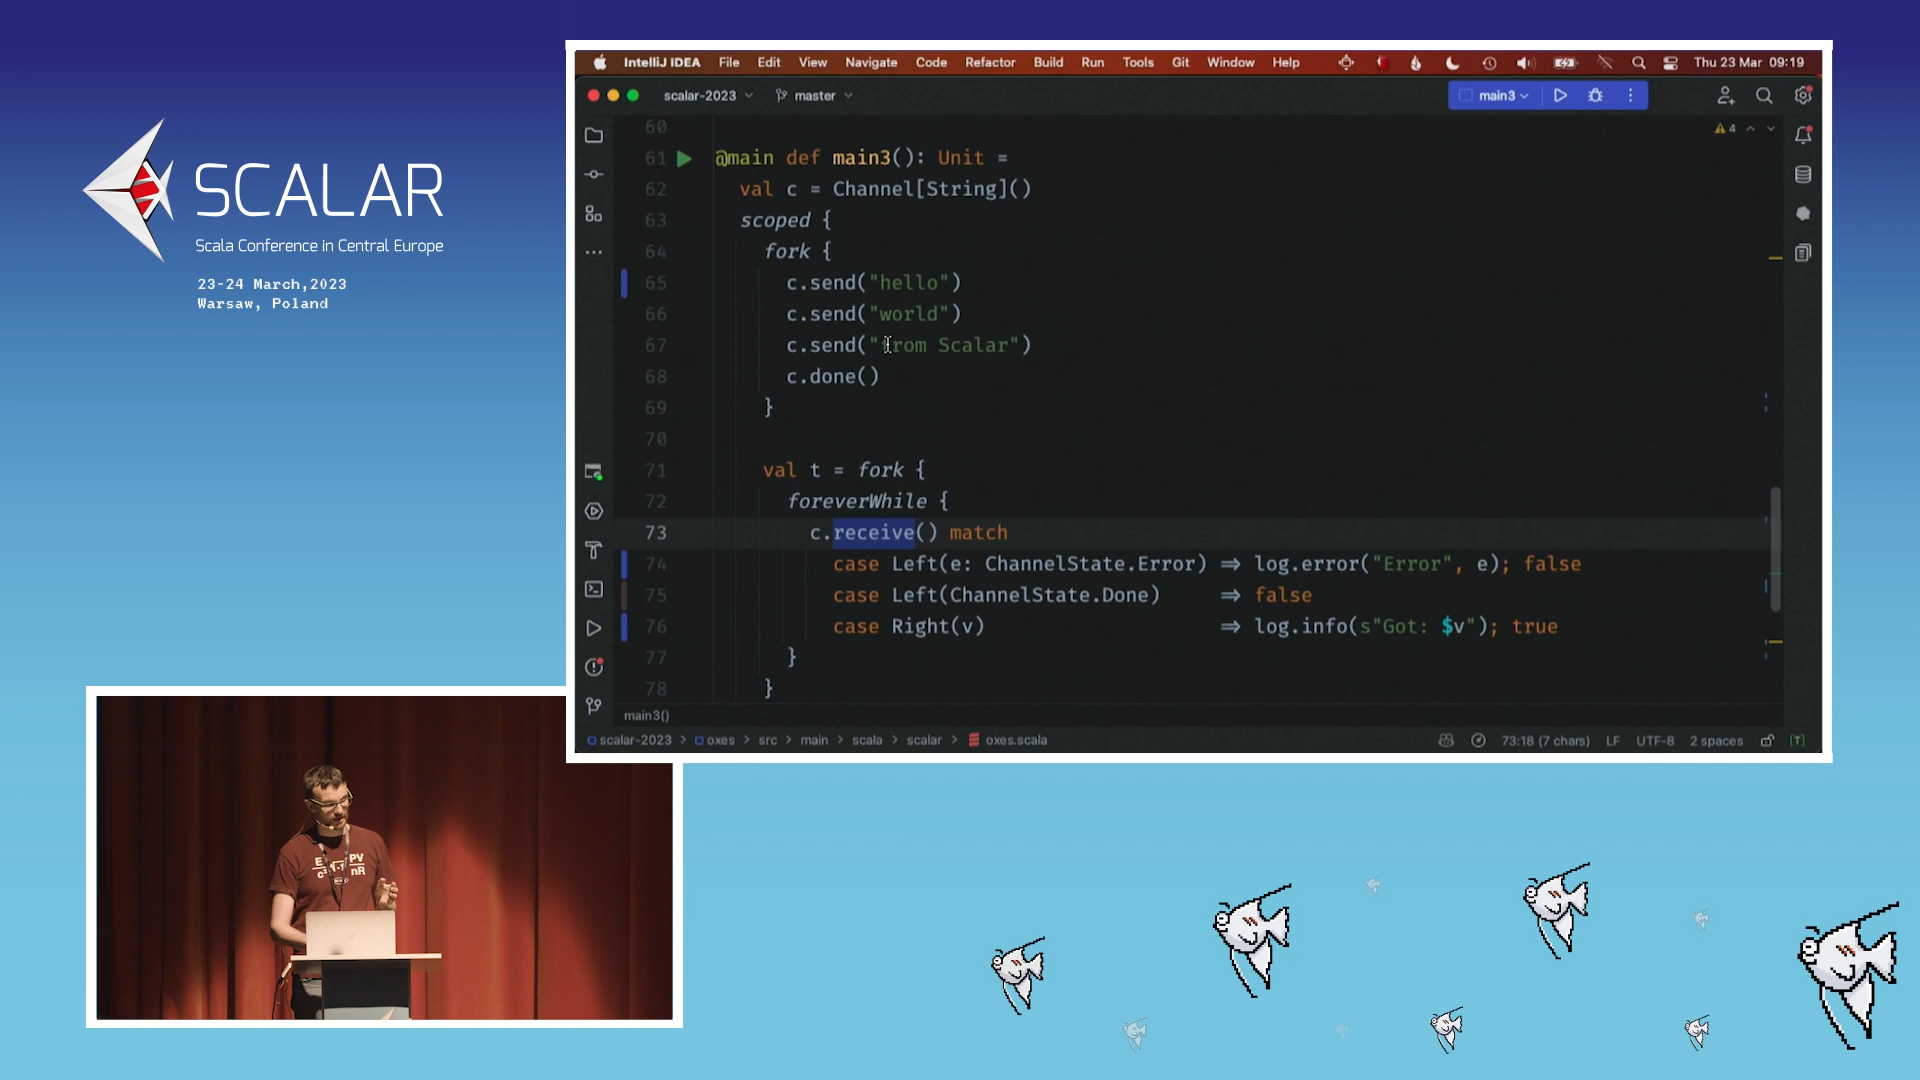 SCALAR
Scala Conference in Central Europe
23-24 March,2023
Warsaw, Poland
IntelliJ IDEA File Edit View Navigate Code Refactor Build Run Tools Git Window Help Thu 23 Mar 09:19
scalar-2023 master main3
4
60
61 @main def main3(): Unit =
62 val c = Channel[String]()
63 scoped {
64 fork {
65 c.send("hello")
66 c.send("world")
67 c.send("from Scalar")
68 c.done()
69 }
70
71 val t = fork {
72 foreverWhile {
73 c.receive() match
74 case Left(e: ChannelState.Error) ⇒ log.error("Error", e); false
75 case Left(ChannelState.Done) ⇒ false
76 case Right(v) ⇒ log.info(s"Got: $v"); true
77 }
78 }
main3()
scalar-2023 > oxes > src > main > scala > scalar > oxes.scala 73:18 (7 chars) LF UTF-8 2 spaces [T]